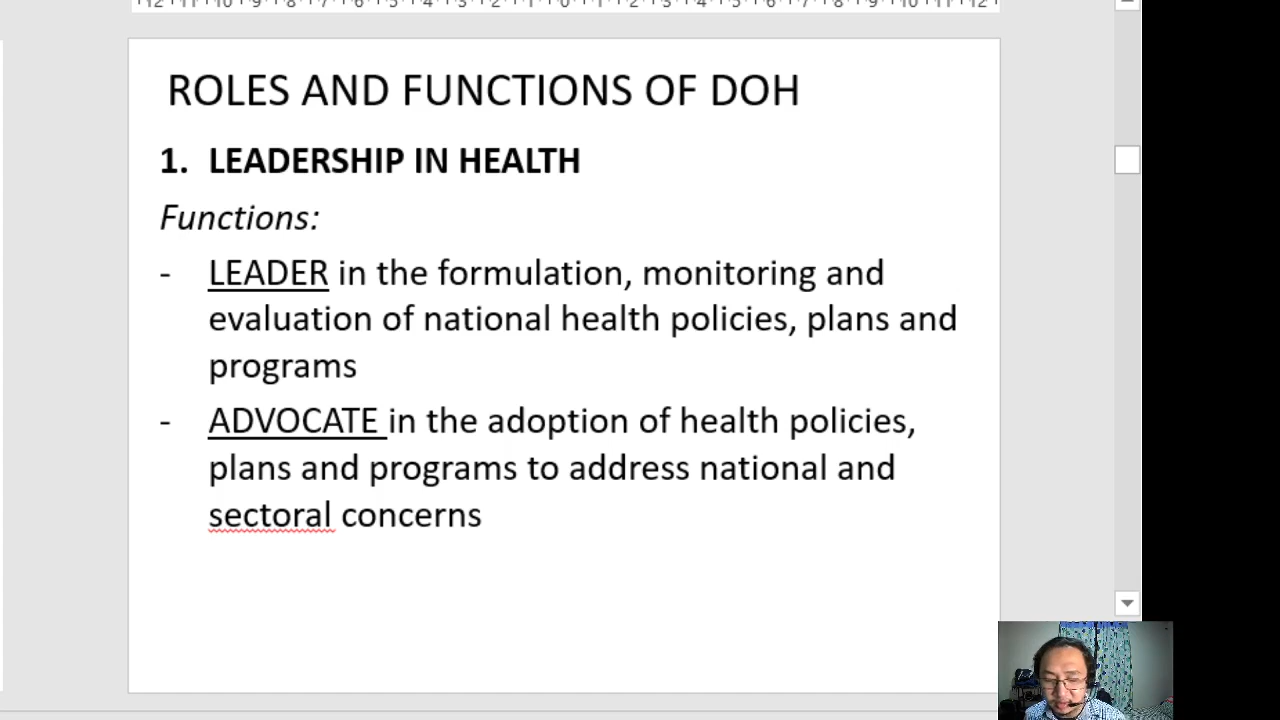 ROLES AND FUNCTIONS OF DOH
1. LEADERSHIP IN HEALTH
Functions:
- LEADER in the formulation, monitoring and
evaluation of national health policies, plans and
programs
- ADVOCATE in the adoption of health policies,
plans and programs to address national and
sectoral concerns